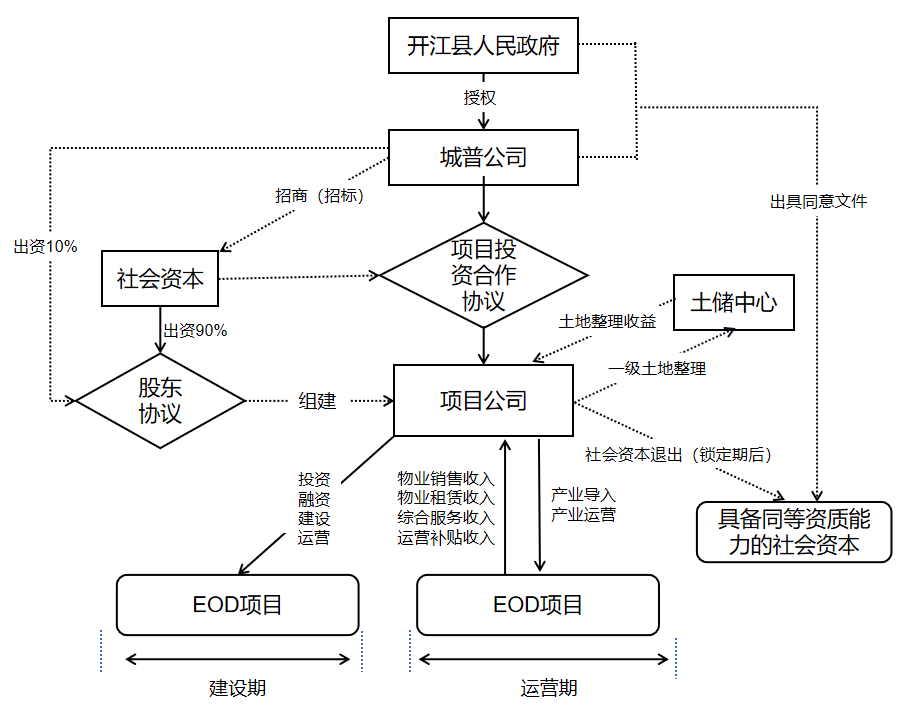 开江县人民政府
授权
城普公司
招商（招标）
出具同意文件
出资10%
社会资本
项目投
资合作
协议
土储中心
土地整理收益
出资90%
一级土地整理
股东
协议
组建
项目公司
社会资本退出（锁定期后）
投资
融资
建设
运营
物业销售收入
物业租赁收入
综合服务收入
运营补贴收入
产业导入
产业运营
具备同等资质能
力的社会资本
EOD项目
EOD项目
建设期
运营期